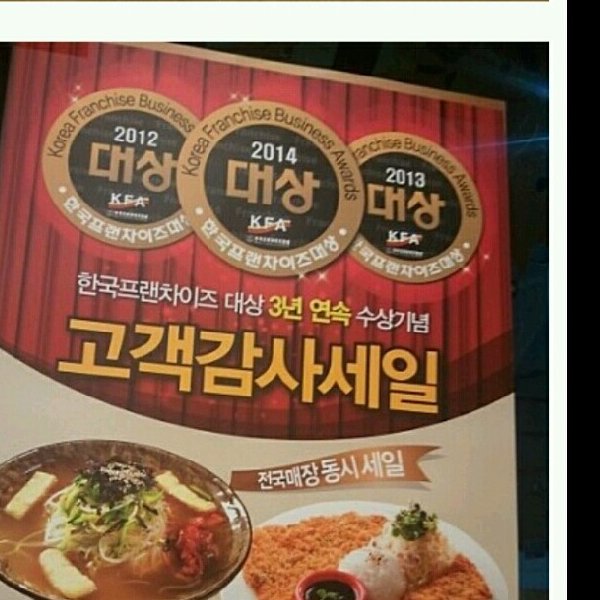 Korea Franchise Business
2012
대상
KFA
한국프랜차이즈대상
Korea Franchise Business Awards
2014
대상
KFA
한국프랜차이즈대상
Franchise Business Awards
2013
대상
KFA
한국프랜차이즈대상
한국프랜차이즈 대상 3년 연속 수상기념
고객감사세일
전국매장 동시 세일